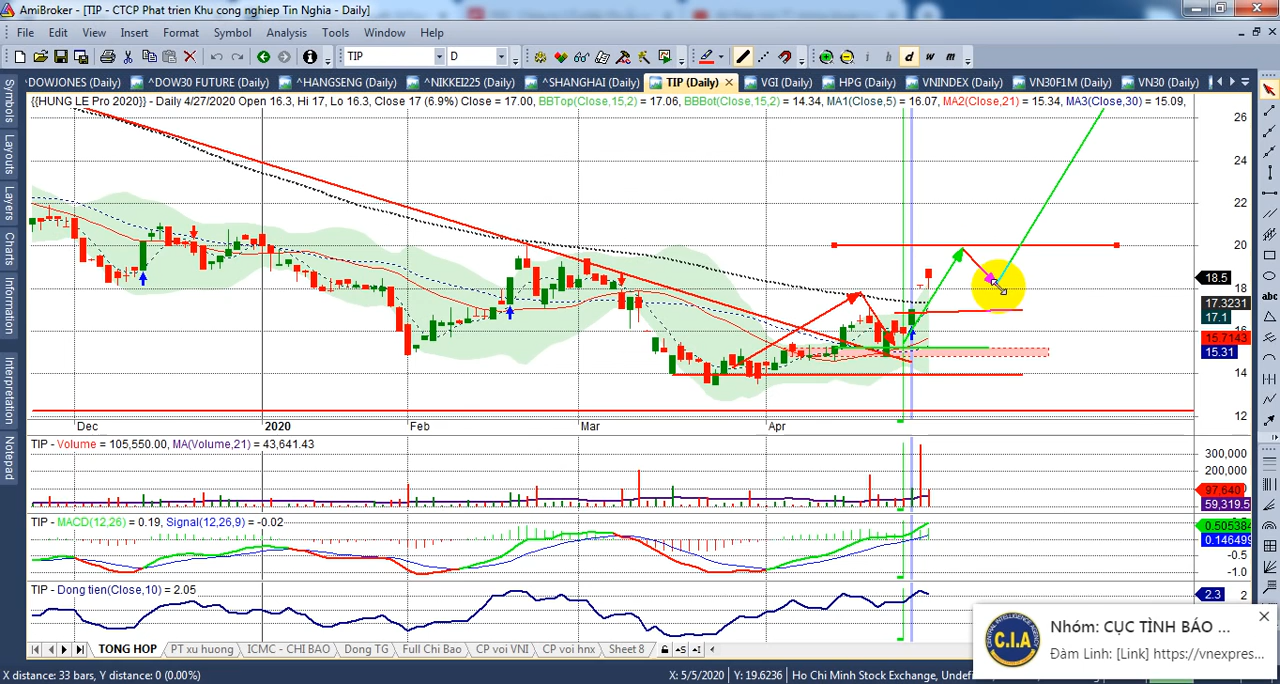 AmiBroker - [TIP - CTCP Phat trien Khu cong nghiep Tin Nghia - Daily]
File Edit View Insert Format Symbol Analysis Tools Window Help
TIP D
abc i h d w m
DOWJONES (Daily) ^DOW30 FUTURE (Daily) ^HANGSENG (Daily) ^NIKKEI225 (Daily) ^SHANGHAI (Daily) TIP (Daily) VGI (Daily) HPG (Daily) VNINDEX (Daily) VN30F1M (Daily) VN30 (Daily)
{{HUNG LE Pro 2020}} - Daily 4/27/2020 Open 16.3, Hi 17, Lo 16.3, Close 17 (6.9%) Close = 17.00, BBTop(Close,15,2) = 17.06, BBBot(Close,15,2) = 14.34, MA1(Close,5) = 16.07, MA2(Close,21) = 15.34, MA3(Close,30) = 15.09,
Symbols
Layouts
Layers
Charts
Interpretation
Notepad
26
24
22
20
18.5
18
17.3231
17.1
16
15.7143
15.31
14
12
Dec 2020 Feb Mar Apr
TIP - Volume = 105,550.00, MA(Volume,21) = 43,641.43
300,000
200,000
97,640
59,319.5
TIP - MACD(12,26) = 0.19, Signal(12,26,9) = -0.02
0.505384
0.146499
-0.5
-1.0
TIP - Dong tien(Close,10) = 2.05
2.3 2
TONG HOP PT xu huong ICMC - CHI BAO Dong TG Full Chi Bao CP voi VNI CP voi hnx Sheet 8
Nhóm: CỤC TÌNH BÁO ...
Đàm Linh: [Link] https://vnexpres...
X distance: 33 bars, Y distance: 0 (0.00%) X: 5/5/2020 Y: 19.6236 Ho Chi Minh Stock Exchange, Undef